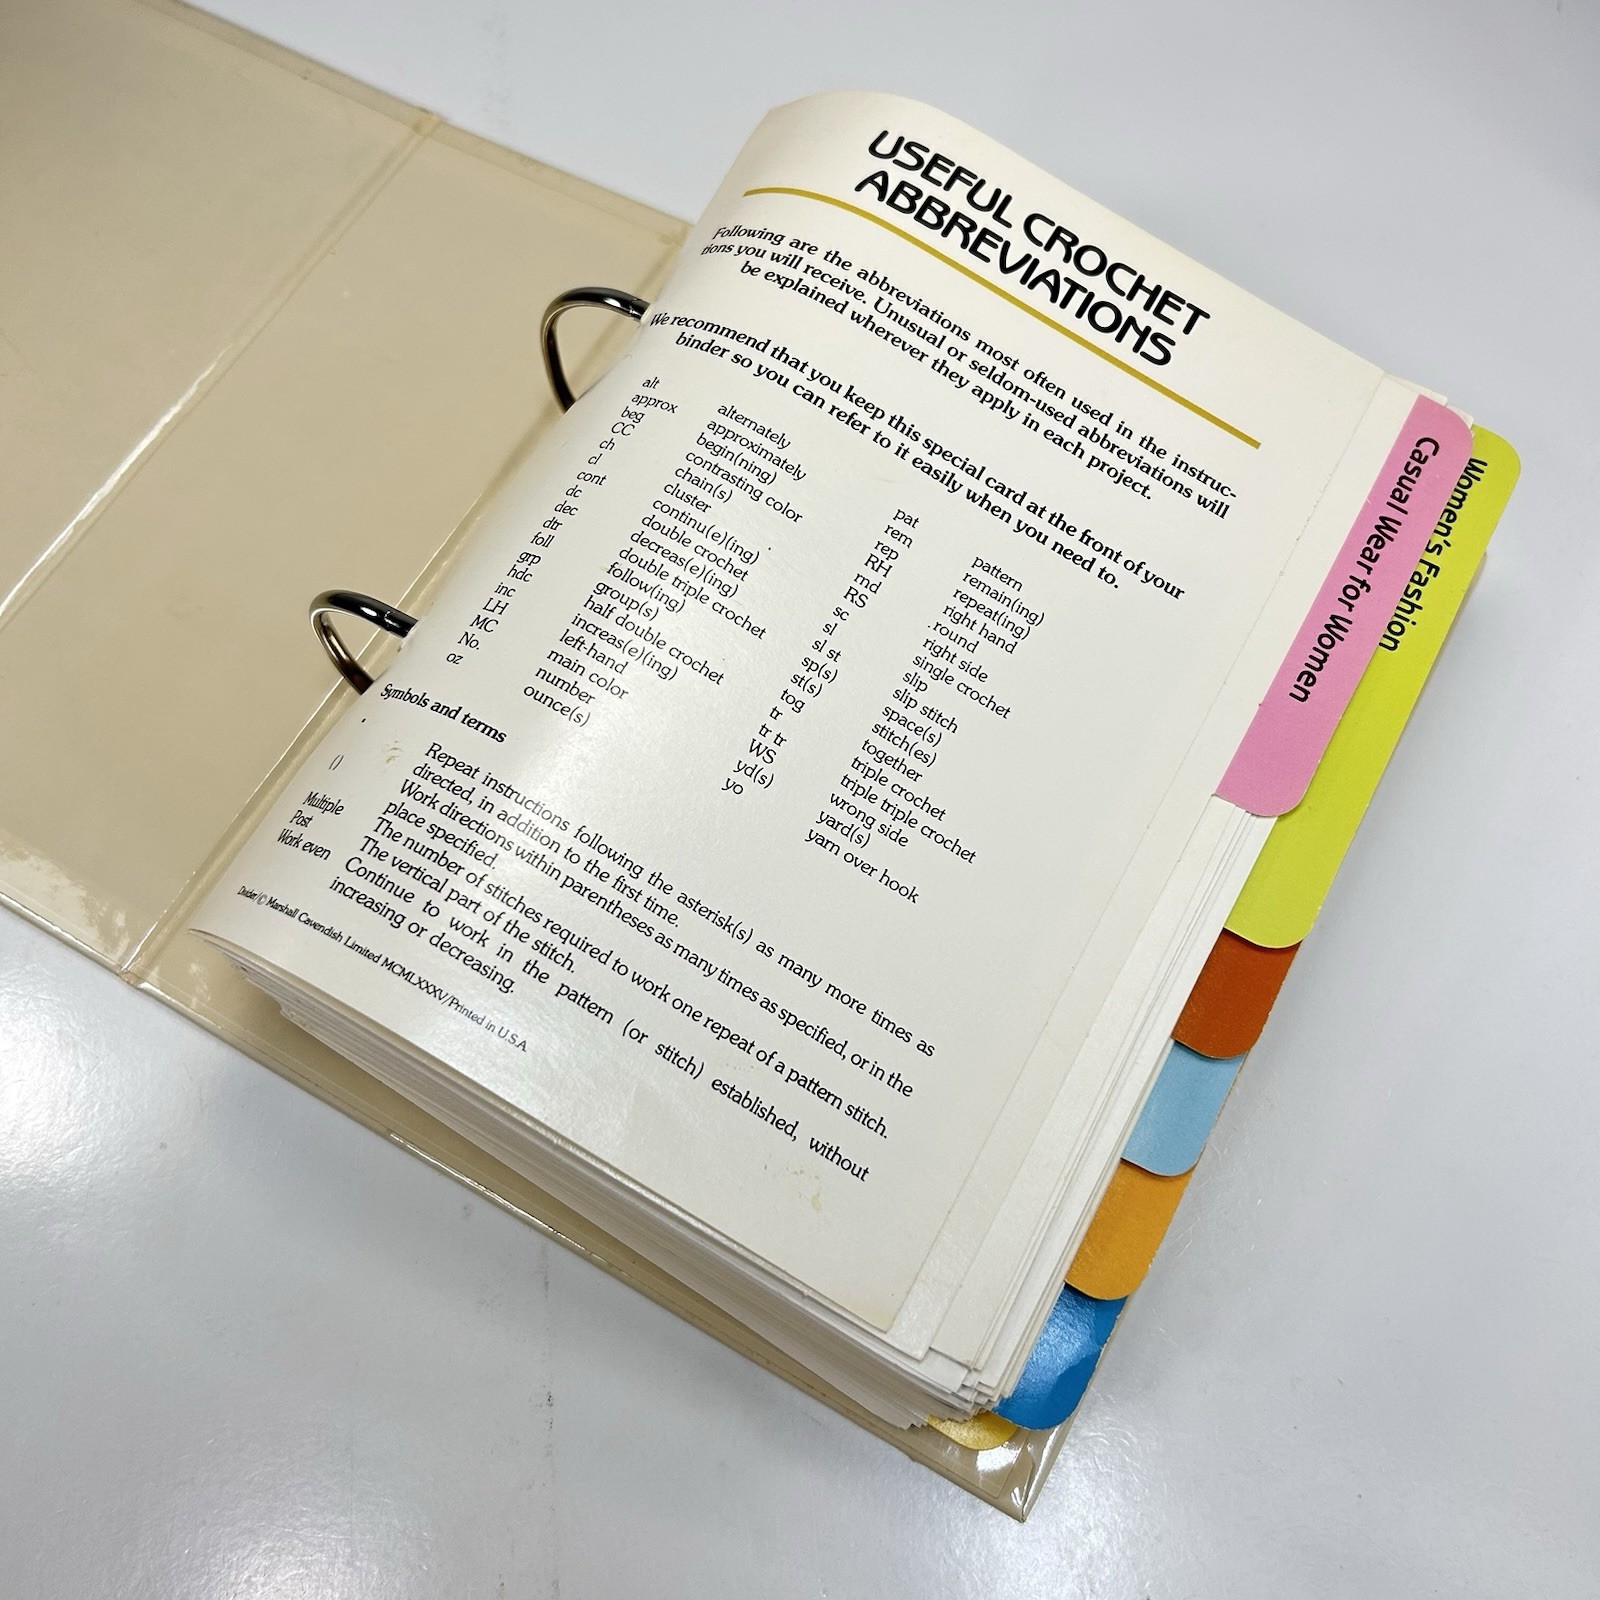 USEFUL CROCHET
ABBREVIATIONS
Following are the abbreviations most often used in the instruc-
tions you will receive. Unusual or seldom-used abbreviations will
be explained wherever they apply in each project.
We recommend that you keep this special card at the front of your
binder so you can refer to it easily when you need to.
alt alternately
approx approximately
beg begin(ning)
CC contrasting color
ch chain(s)
cl cluster
cont continu(e)(ing)
dc double crochet
dec decreas(e)(ing)
dtr double triple crochet
foll follow(ing)
grp group(s)
hdc half double crochet
inc increas(e)(ing)
LH left-hand
MC main color
No. number
oz ounce(s)
pat pattern
rem remain(ing)
rep repeat(ing)
RH right hand
rnd round
RS right side
sc single crochet
sl slip
sl st slip stitch
sp(s) space(s)
st(s) stitch(es)
tog together
tr triple crochet
tr tr triple triple crochet
WS wrong side
yd(s) yard(s)
yo yarn over hook
Symbols and terms
* Repeat instructions following the asterisk(s) as many more times as
directed, in addition to the first time.
() Work directions within parentheses as many times as specified, or in the
place specified.
Multiple The number of stitches required to work one repeat of a pattern stitch.
Post The vertical part of the stitch.
Work even Continue to work in the pattern (or stitch) established, without
increasing or decreasing.
Divider/© Marshall Cavendish Limited MCMLXXXV/Printed in U.S.A.
Casual Wear for Women
Women's Fashion